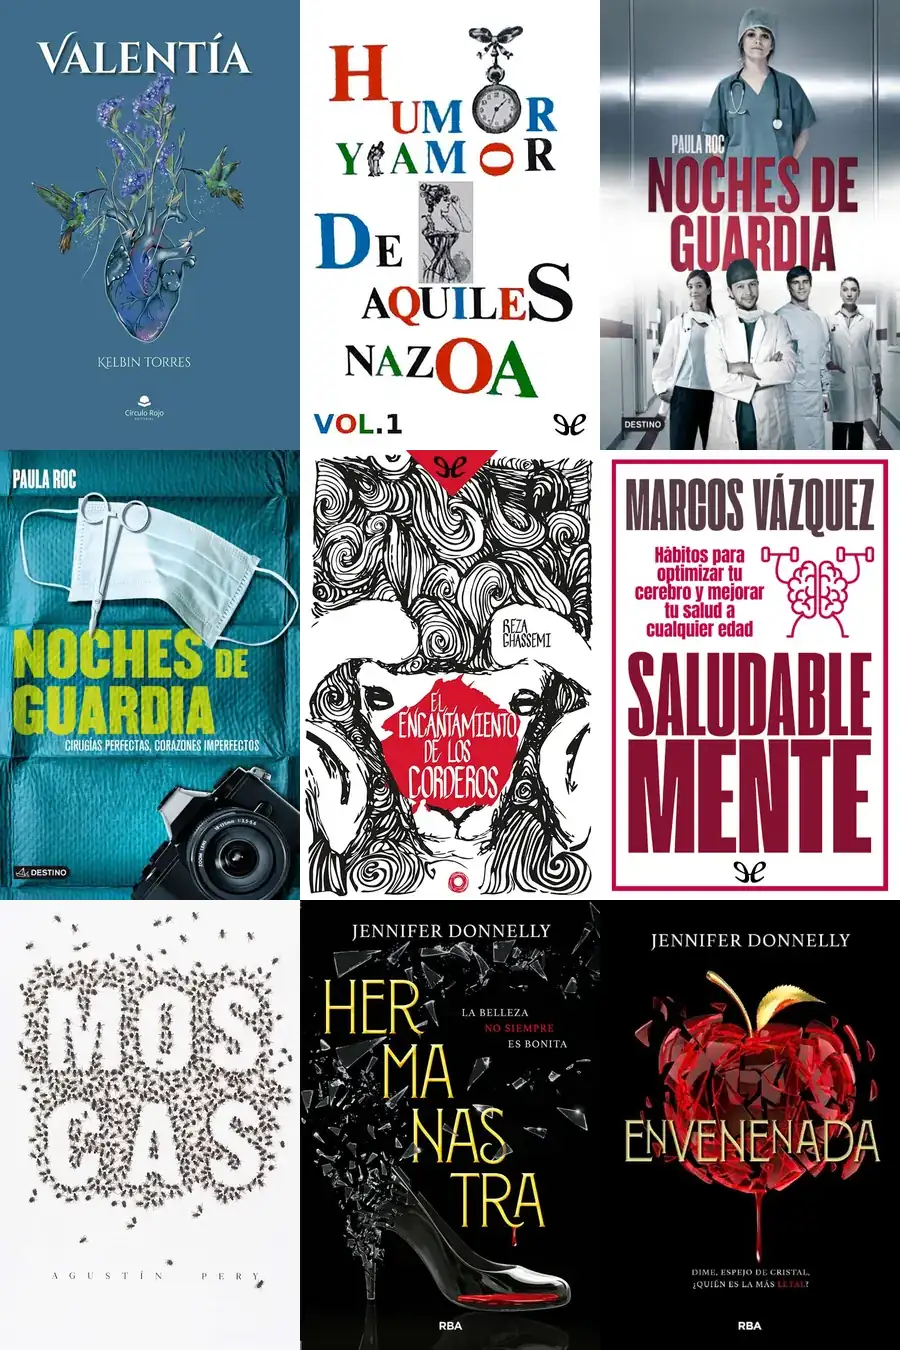 VALENTÍA
KELBIN TORRES
Círculo Rojo
EDITORIAL
HUMOR
Y AMOR
DE
AQUILES
NAZOA
VOL.1
PAULA ROC
NOCHES DE
GUARDIA
DESTINO
PAULA ROC
NOCHES DE
GUARDIA
CIRUGÍAS PERFECTAS, CORAZONES IMPERFECTOS
DESTINO
REZA
GHASSEMI
EL
ENCANTAMIENTO
DE LOS
CORDEROS
MARCOS VÁZQUEZ
Hábitos para
optimizar tu
cerebro y mejorar
tu salud a
cualquier edad
SALUDABLE
MENTE
MOS
CAS
AGUSTÍN PERY
JENNIFER DONNELLY
HER
MA
NAS
TRA
LA BELLEZA
NO SIEMPRE
ES BONITA
RBA
JENNIFER DONNELLY
ENVENENADA
DIME, ESPEJO DE CRISTAL,
¿QUIÉN ES LA MÁS LETAL?
RBA